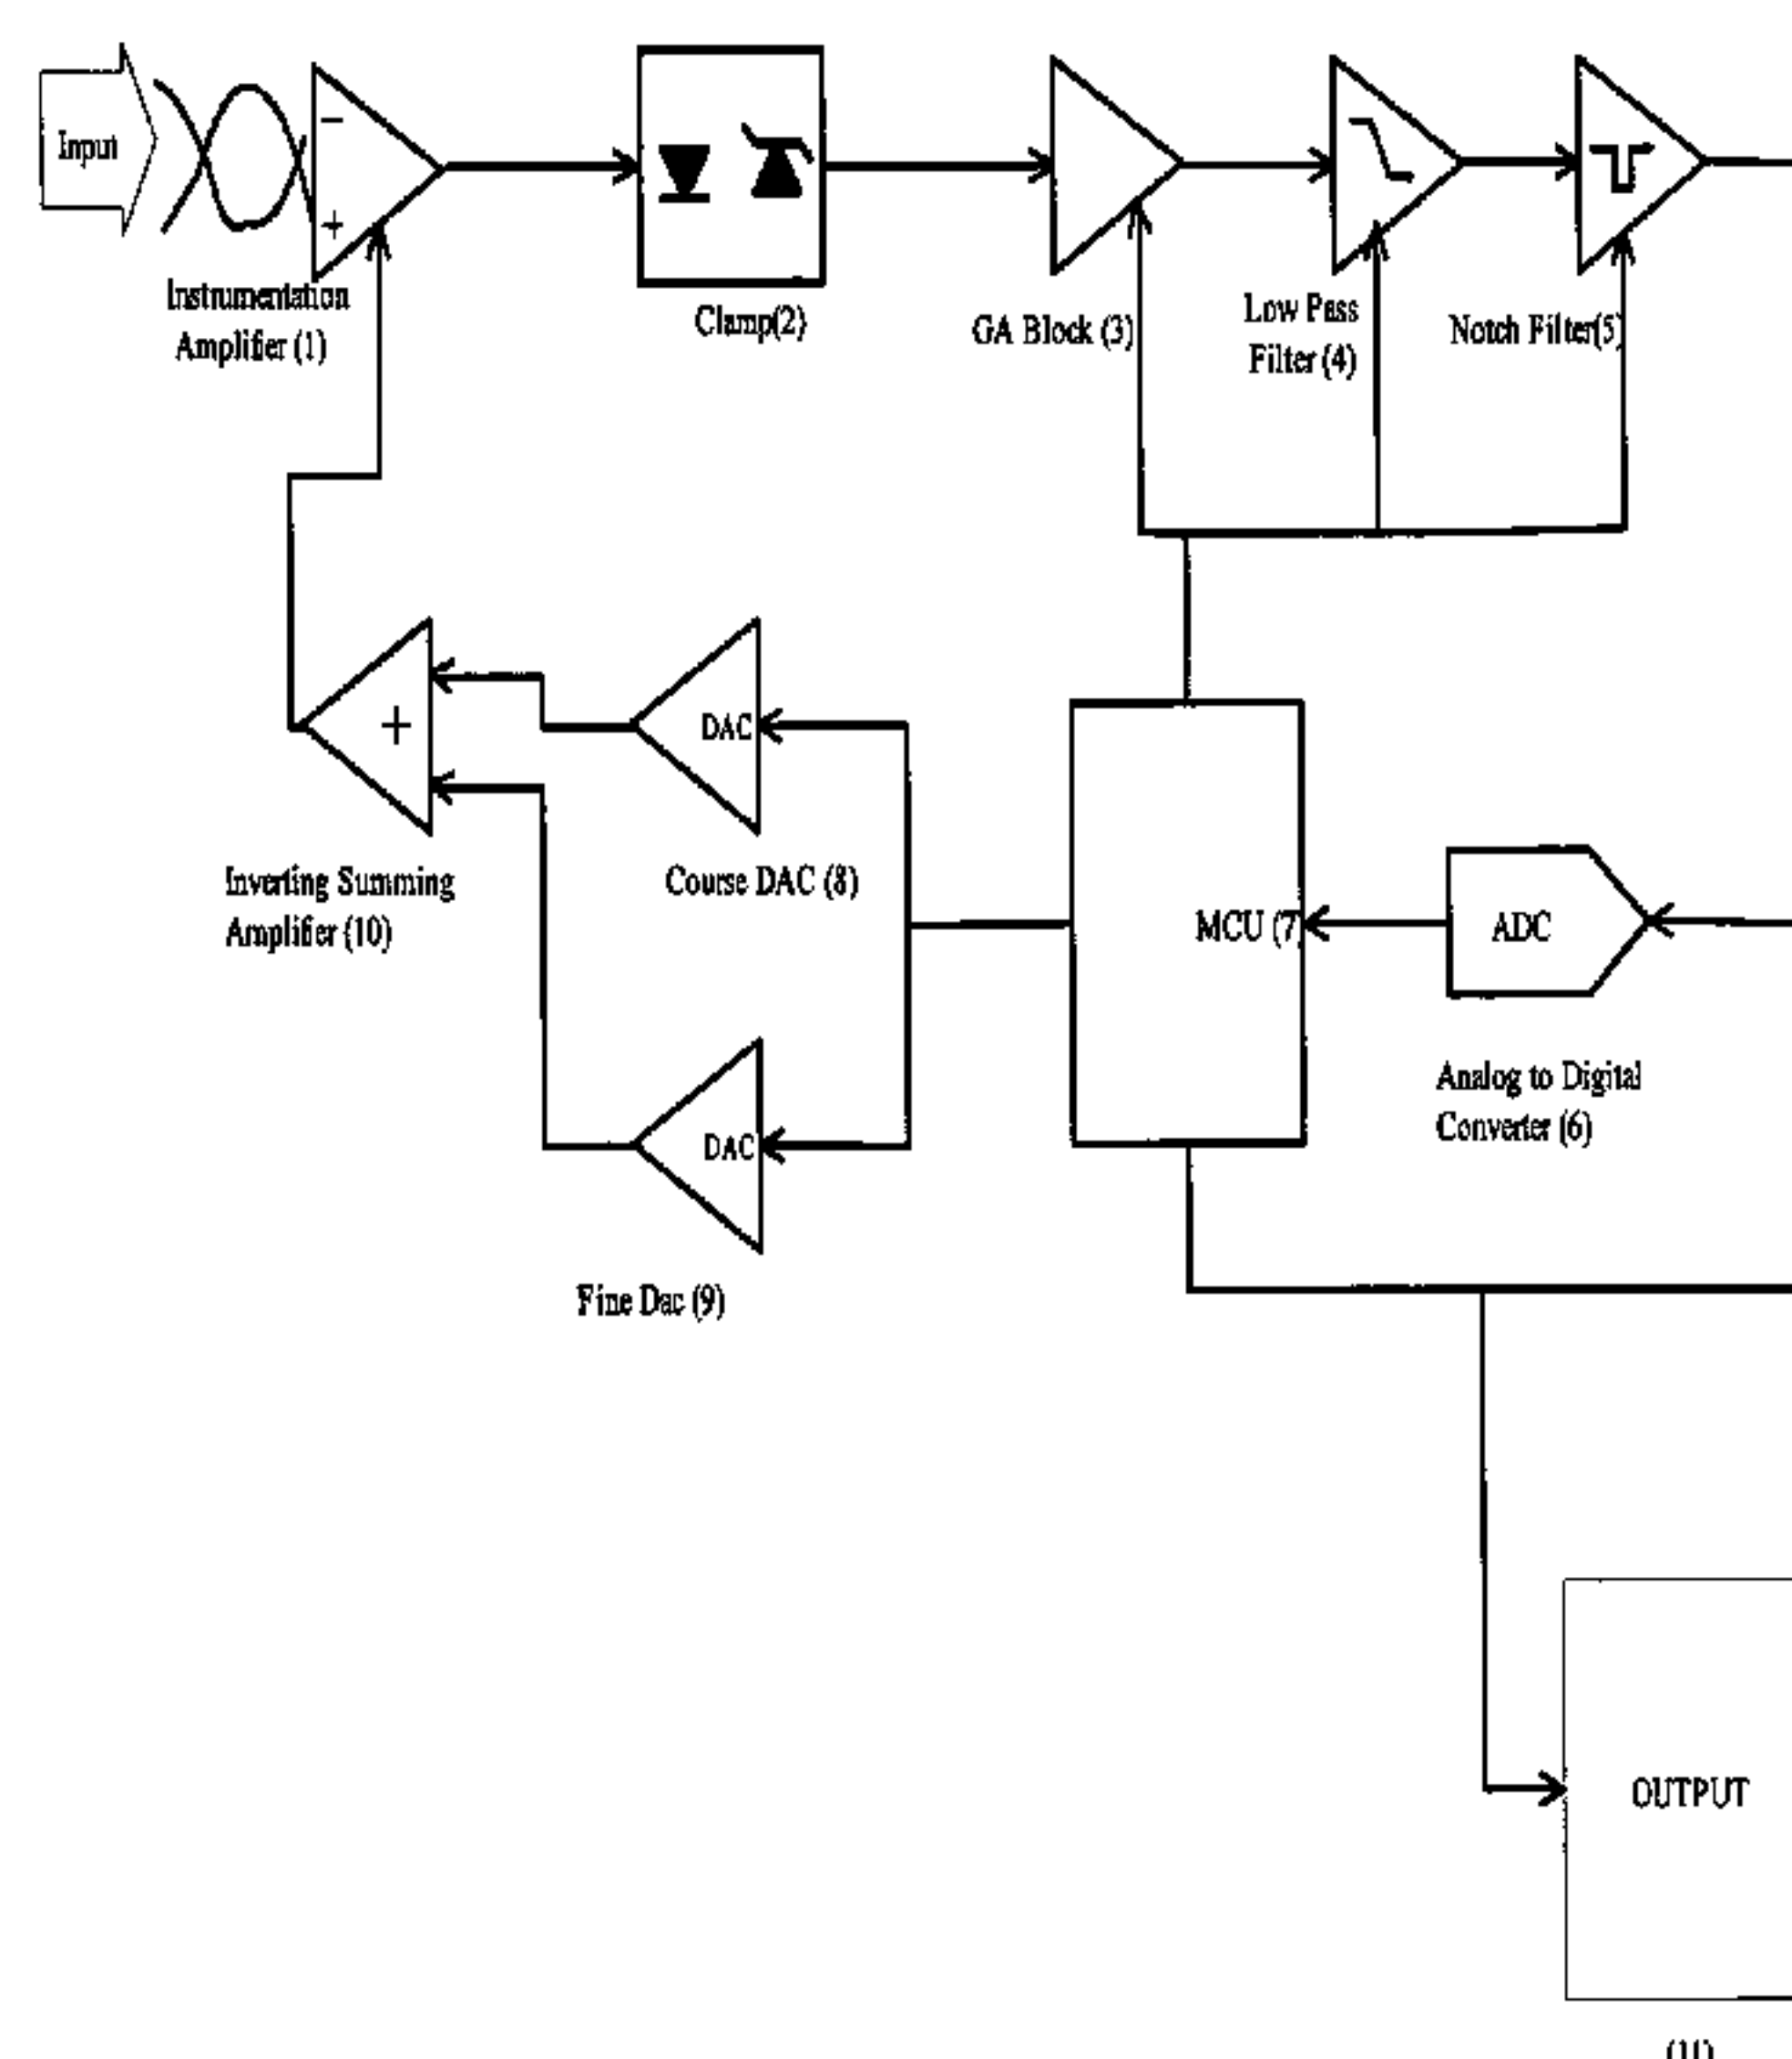 Input
−
+
Instrumentation
Amplifier (1)
Clamp(2)
GA Block (3)
Low Pass
Filter (4)
Notch Filter(5)
+
DAC
Inverting Summing
Amplifier (10)
Course DAC (8)
MCU (7)
ADC
Analog to Digital
Converter (6)
DAC
Fine Dac (9)
OUTPUT